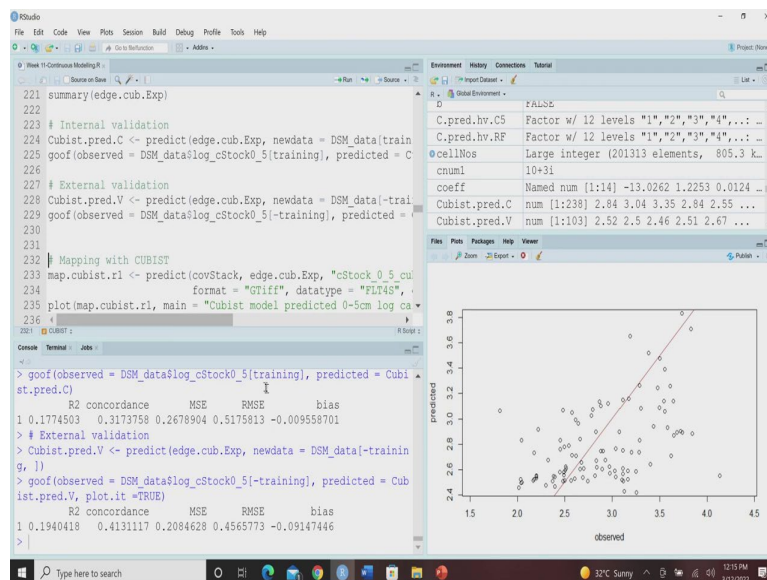 RStudio
File Edit Code View Plots Session Build Debug Profile Tools Help
Go to file/function
Addins
Project: (None
Week 11-Continuous Modeling.R
Source on Save
Run
Source
221 summary(edge.cub.Exp)
222
223 # Internal validation
224 Cubist.pred.C <- predict(edge.cub.Exp, newdata = DSM_data[train
225 goof(observed = DSM_data$log_cStock0_5[training], predicted = C
226
227 # External validation
228 Cubist.pred.V <- predict(edge.cub.Exp, newdata = DSM_data[-trai
229 goof(observed = DSM_data$log_cStock0_5[-training], predicted =
230
231
232 # Mapping with CUBIST
233 map.cubist.r1 <- predict(covStack, edge.cub.Exp, "cStock_0_5_cu
234 format = "GTiff", datatype = "FLT4S",
235 plot(map.cubist.r1, main = "Cubist model predicted 0-5cm log ca
236
232:1 CUBIST R Script
Console Terminal Jobs
> goof(observed = DSM_data$log_cStock0_5[training], predicted = Cubi
st.pred.C)
R2 concordance MSE RMSE bias
1 0.1774503 0.3173758 0.2678904 0.5175813 -0.009558701
> # External validation
> Cubist.pred.V <- predict(edge.cub.Exp, newdata = DSM_data[-trainin
g, ])
> goof(observed = DSM_data$log_cStock0_5[-training], predicted = Cub
ist.pred.V, plot.it =TRUE)
R2 concordance MSE RMSE bias
1 0.1940418 0.4131117 0.2084628 0.4565773 -0.09147446
>
Environment History Connections Tutorial
Import Dataset
List
R Global Environment
D FALSE
C.pred.hv.C5 Factor w/ 12 levels "1","2","3","4",..: …
C.pred.hv.RF Factor w/ 12 levels "1","2","3","4",..: …
cellNos Large integer (201313 elements, 805.3 k…
cnum1 10+3i
coeff Named num [1:14] -13.0262 1.2253 0.0124 …
Cubist.pred.C num [1:238] 2.84 3.04 3.35 2.84 2.55 ...
Cubist.pred.V num [1:103] 2.52 2.5 2.46 2.51 2.67 ...
Files Plots Packages Help Viewer
Zoom Export Publish
predicted
3.8
3.6
3.4
3.2
3.0
2.8
2.6
2.4
1.5 2.0 2.5 3.0 3.5 4.0 4.5
observed
Type here to search
32°C Sunny
12:15 PM